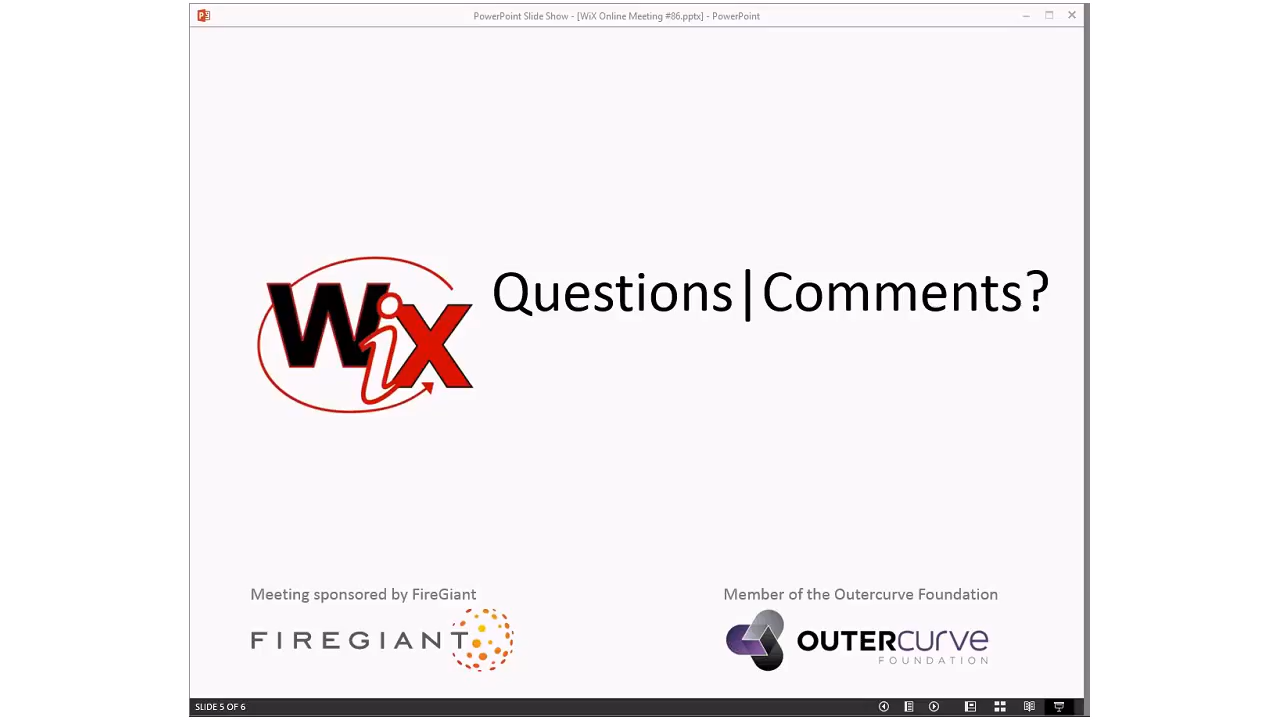 PowerPoint Slide Show - [WiX Online Meeting #86.pptx] - PowerPoint
WiX
Questions|Comments?
Meeting sponsored by FireGiant
FIREGIANT
Member of the Outercurve Foundation
OUTERCURVE
FOUNDATION
SLIDE 5 OF 6